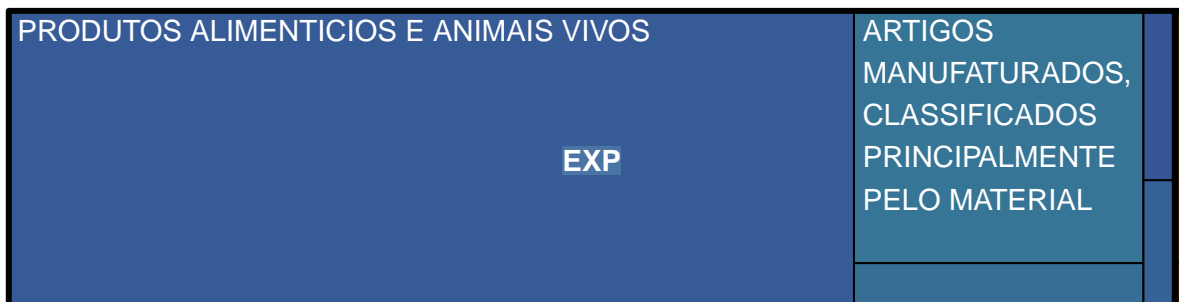 PRODUTOS ALIMENTICIOS E ANIMAIS VIVOS
EXP
ARTIGOS
MANUFATURADOS,
CLASSIFICADOS
PRINCIPALMENTE
PELO MATERIAL